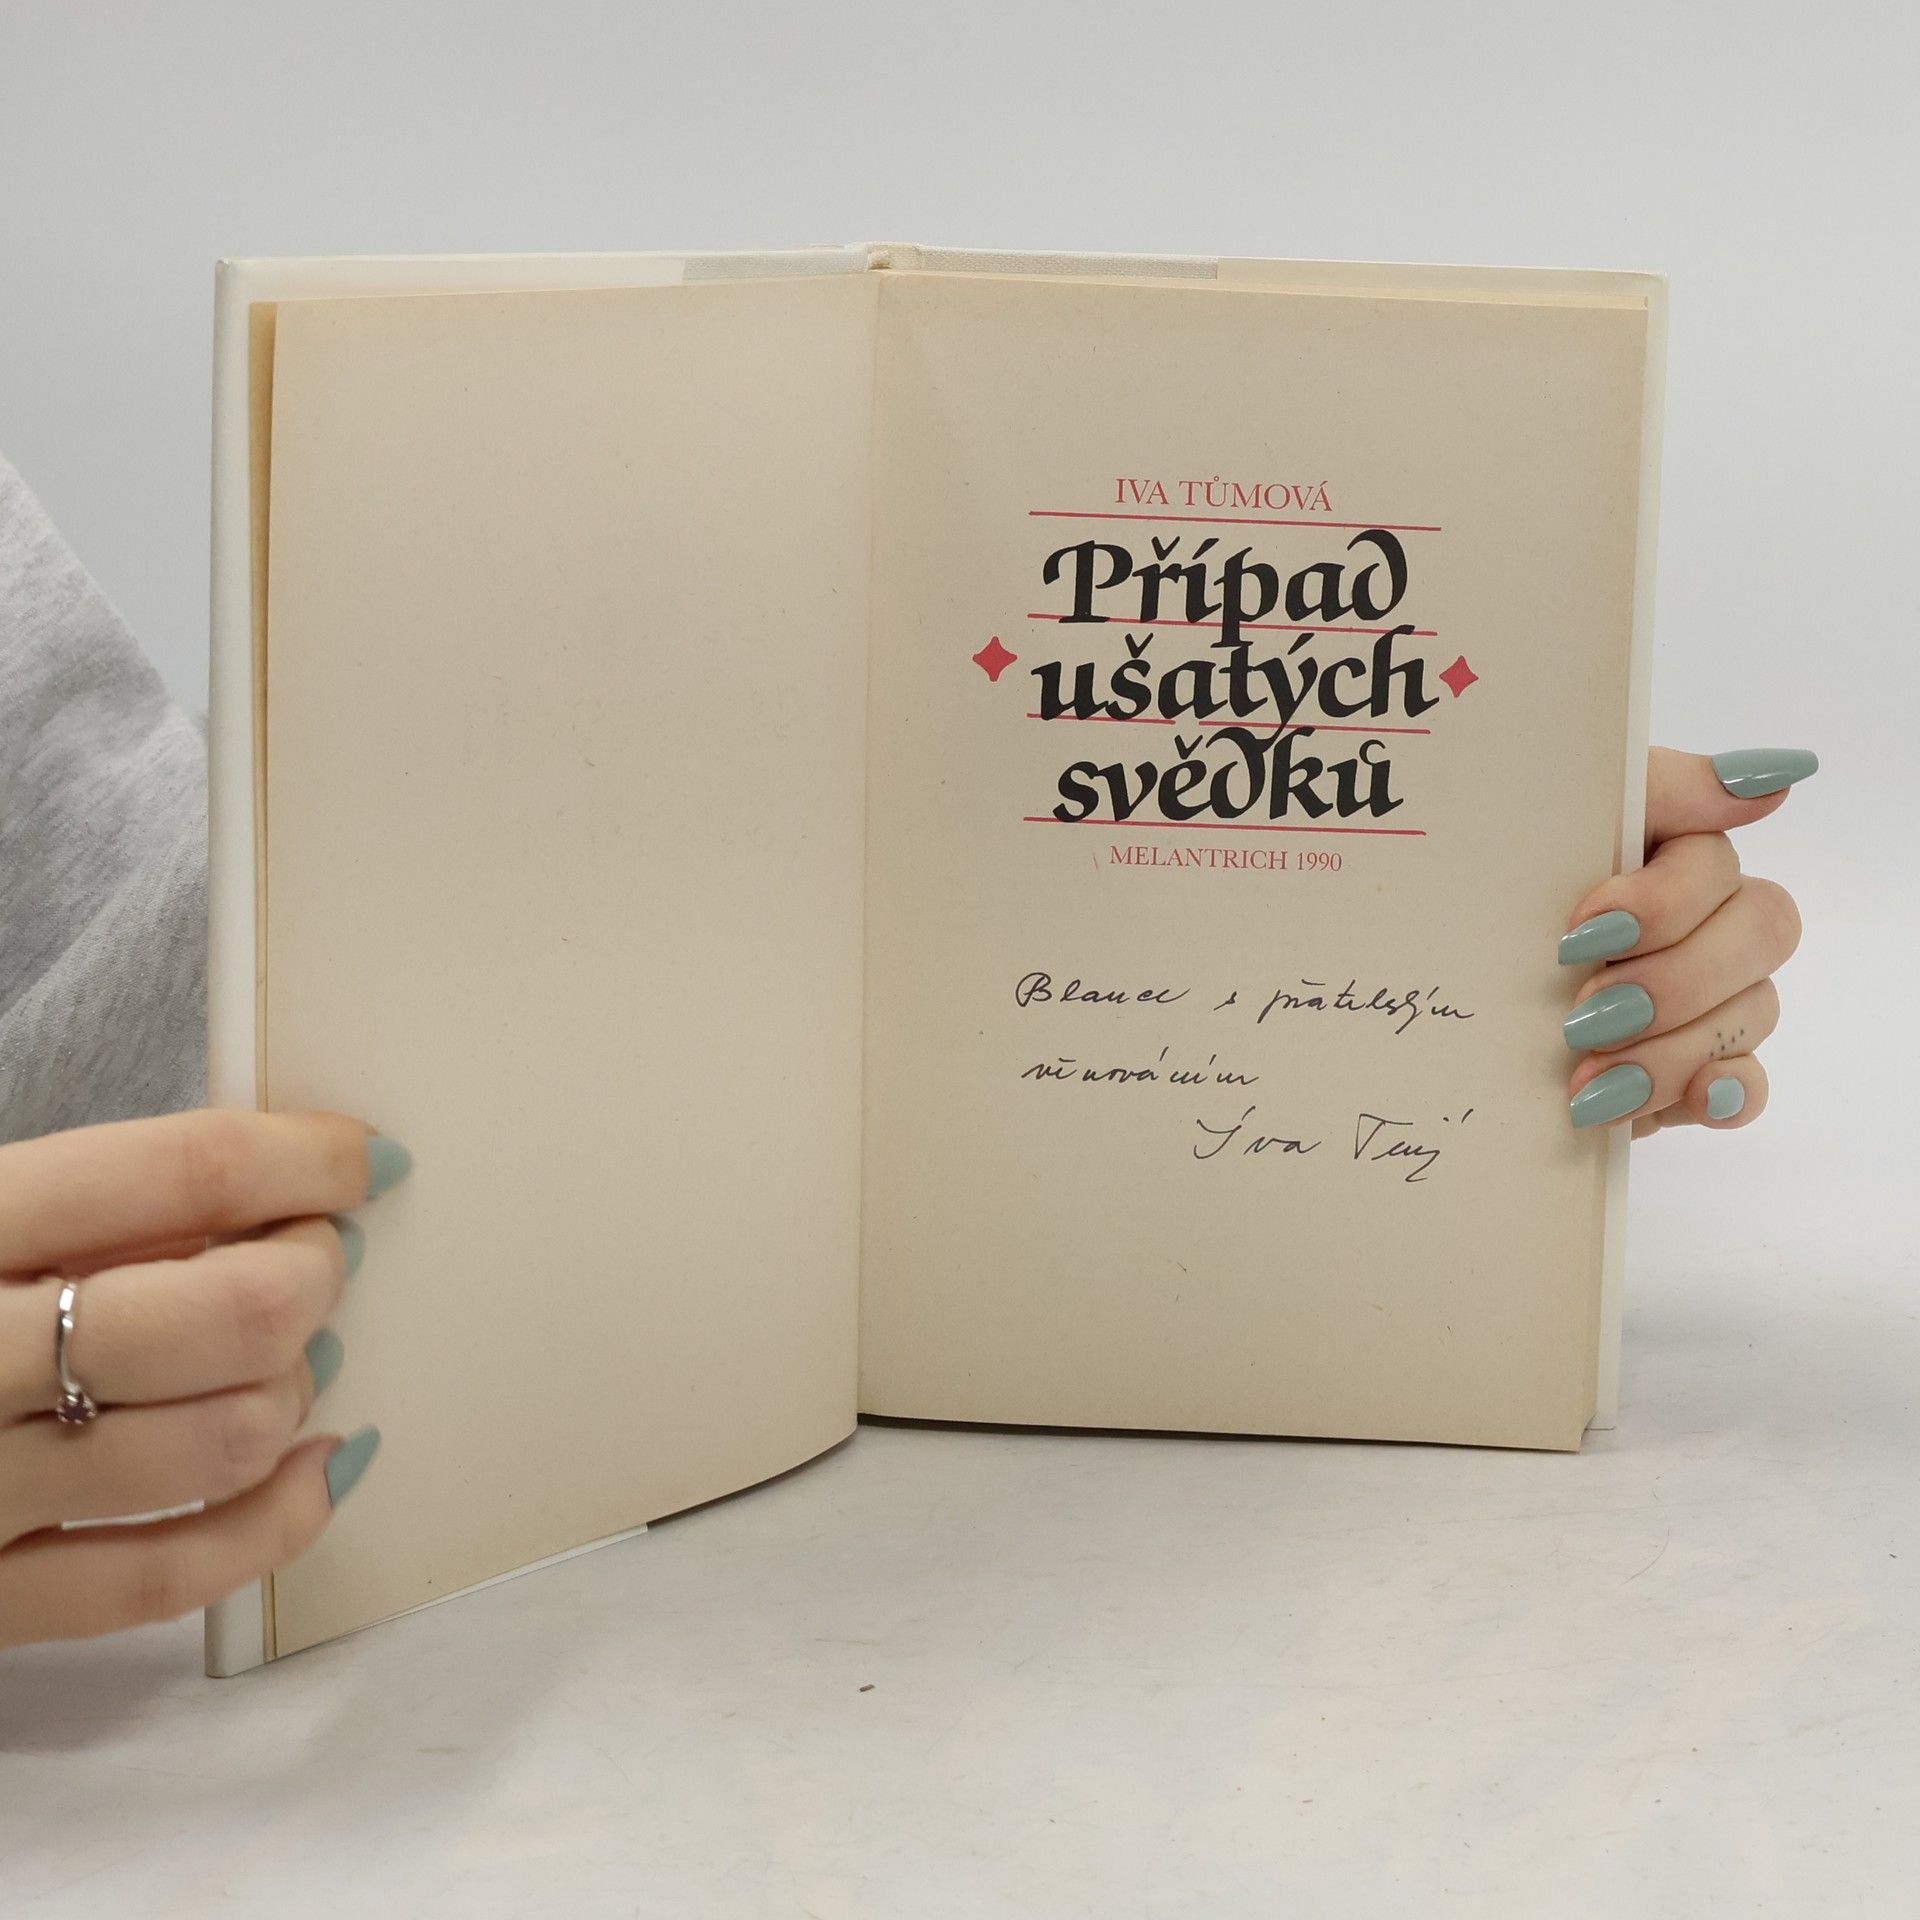 IVA TŮMOVÁ
Případ
ušatých
svědků
MELANTRICH 1990
Blance s přátelským
věnováním
Iva